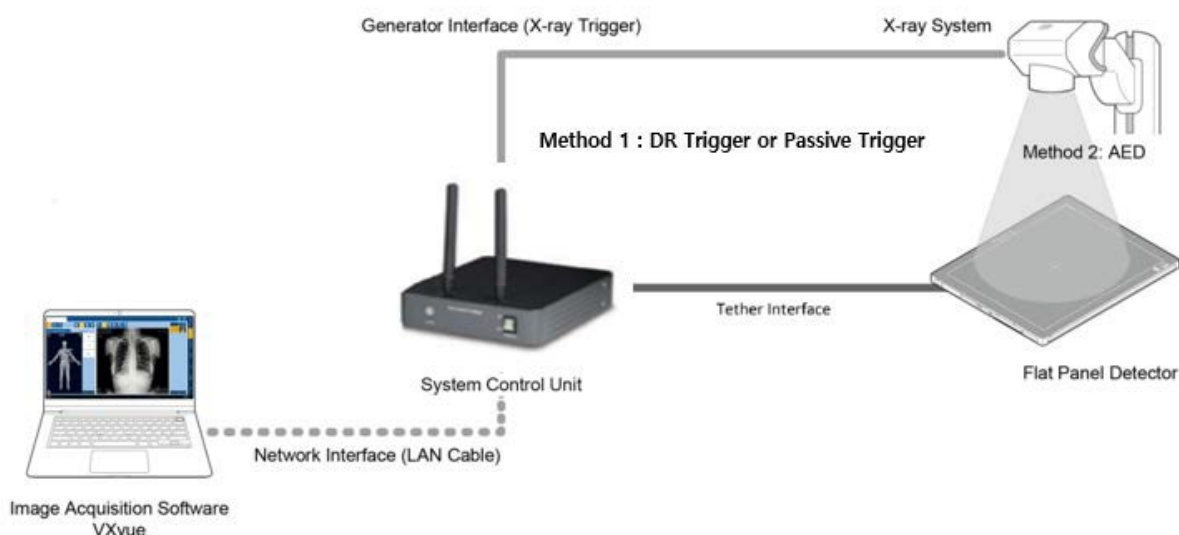 Generator Interface (X-ray Trigger)
X-ray System
Method 1 : DR Trigger or Passive Trigger
Method 2: AED
Tether Interface
Flat Panel Detector
System Control Unit
Network Interface (LAN Cable)
Image Acquisition Software
VXvue